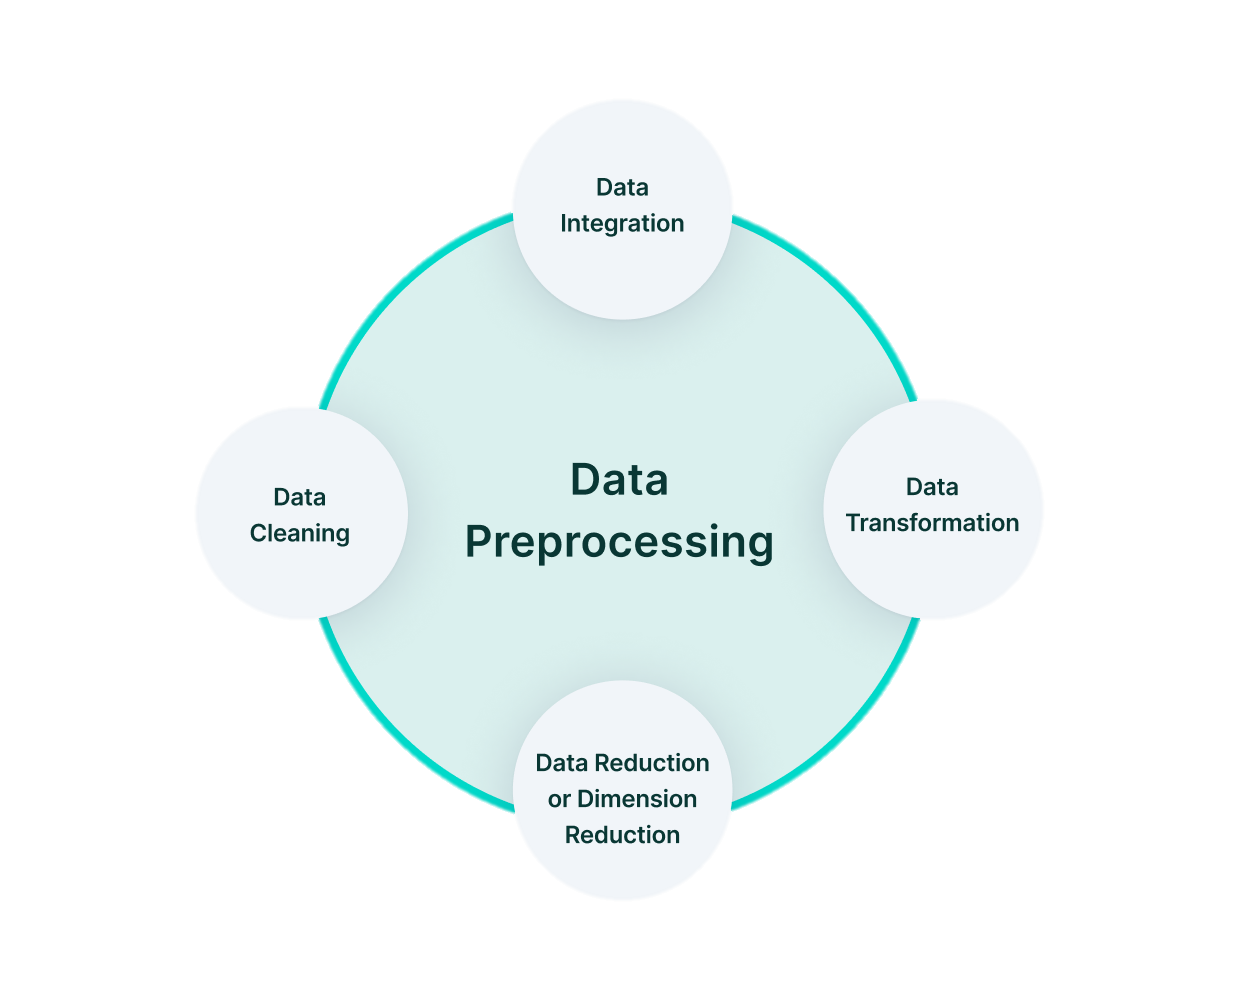 Data
Integration
Data
Cleaning
Data
Preprocessing
Data
Transformation
Data Reduction
or Dimension
Reduction